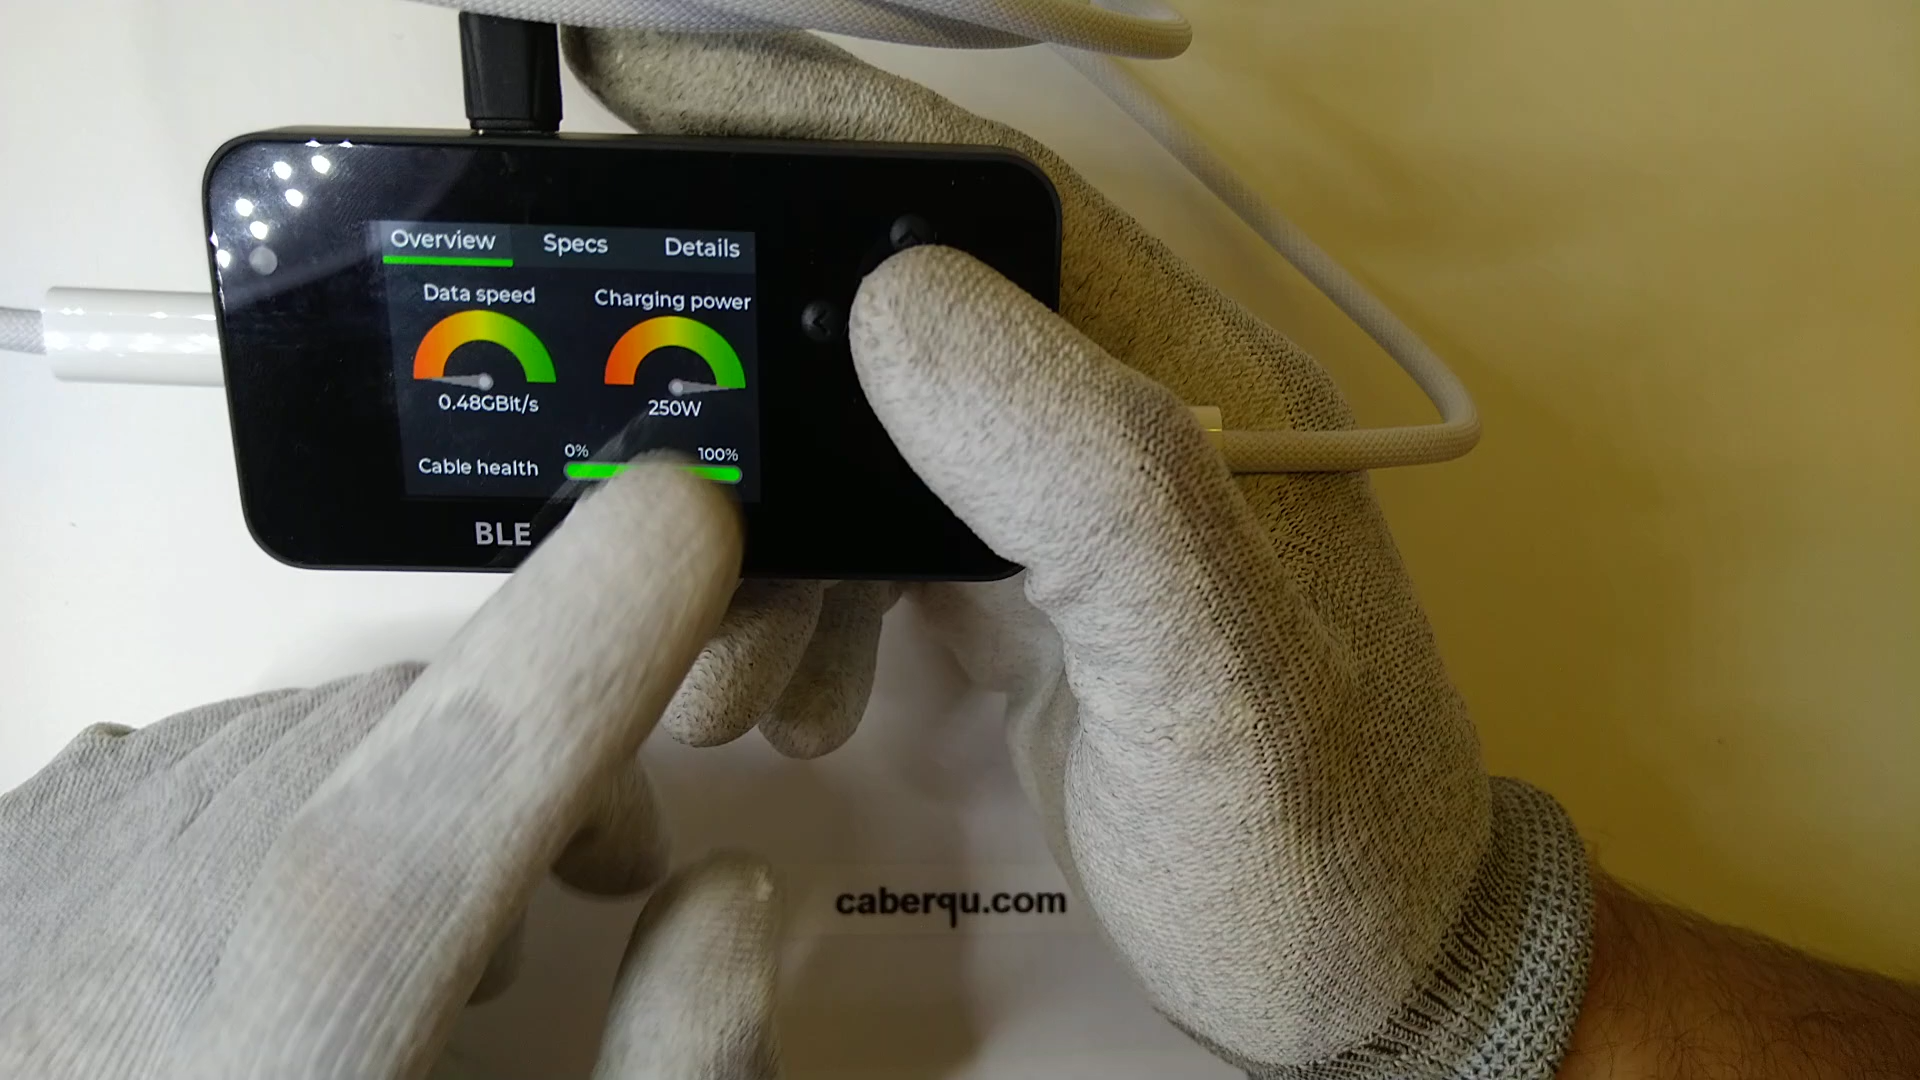 Overview Specs Details
Data speed Charging power
0.48GBit/s 250W
0% 100%
Cable health
BLE
caberqu.com